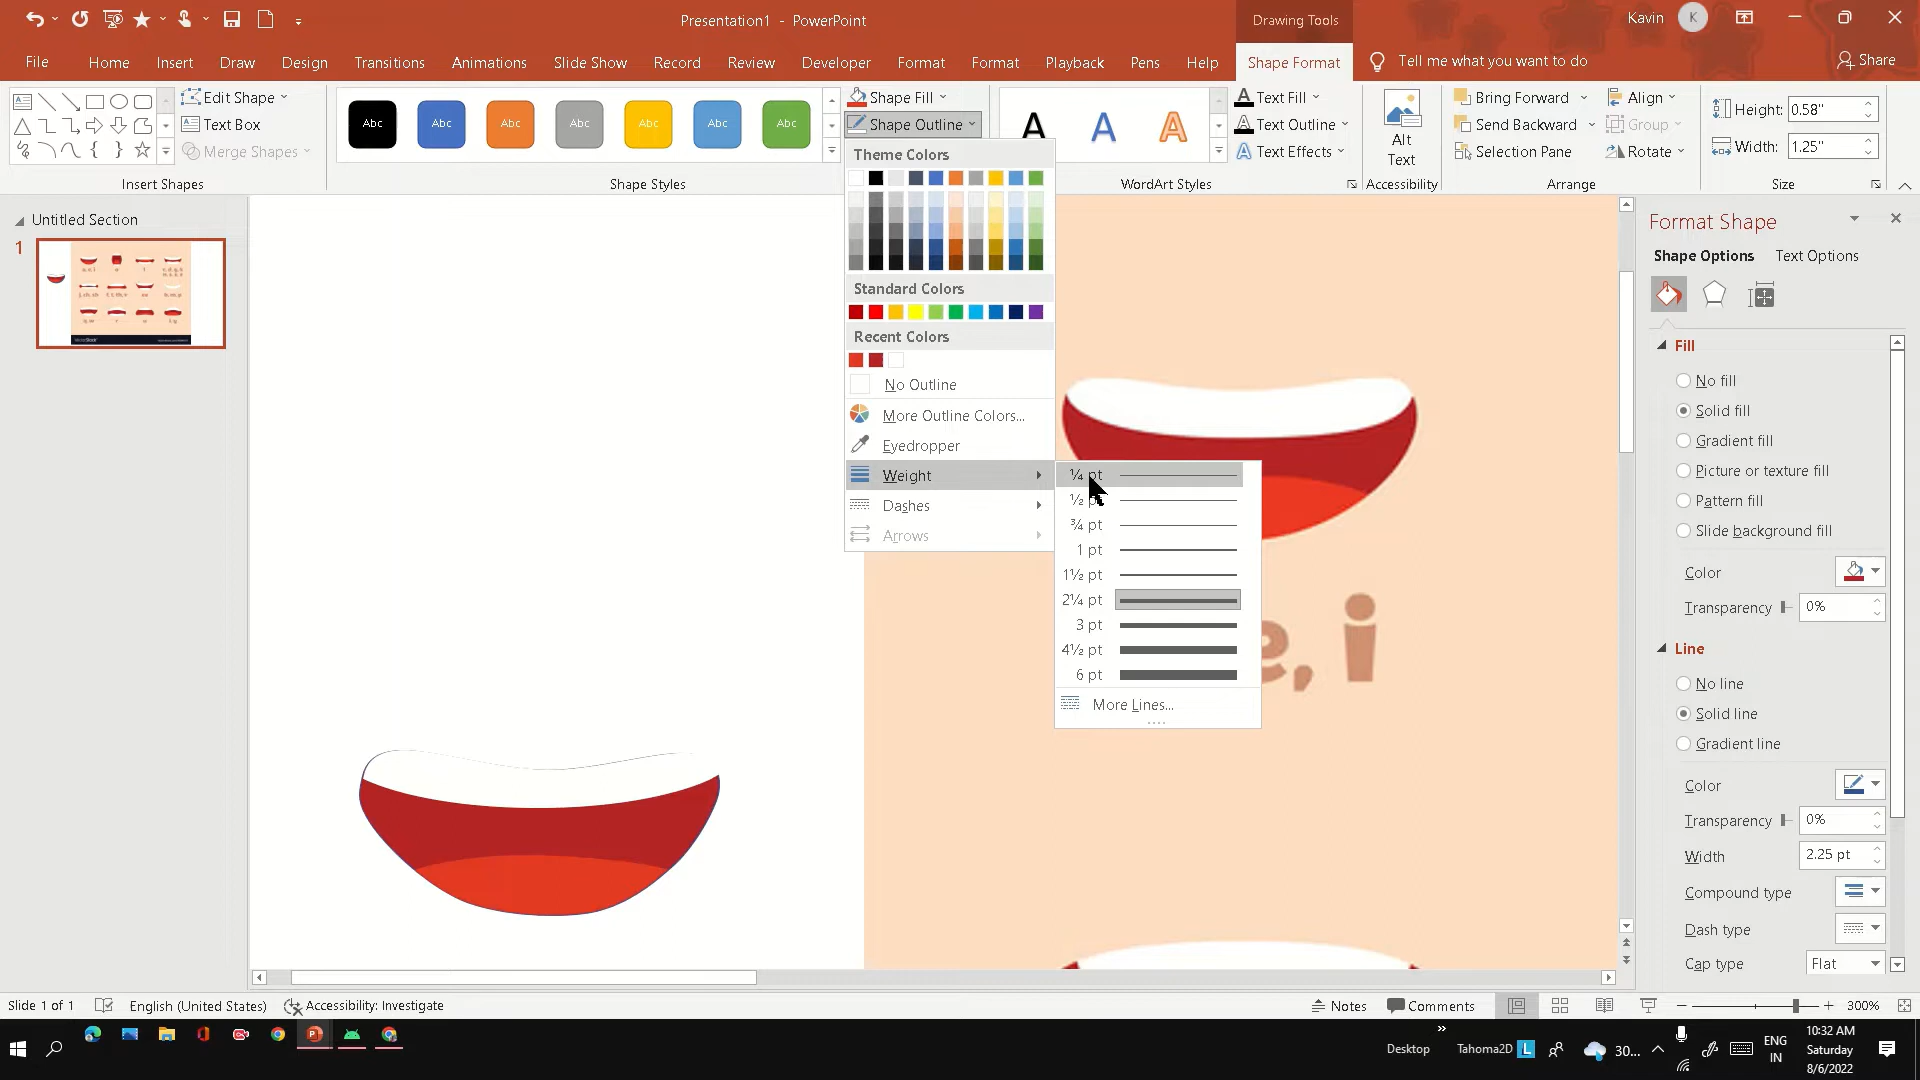 Presentation1 - PowerPoint
Drawing Tools
Kavin
K
File
Home
Insert
Draw
Design
Transitions
Animations
Slide Show
Record
Review
Developer
Format
Format
Playback
Pens
Help
Shape Format
Tell me what you want to do
Share
Edit Shape
Text Box
Merge Shapes
Insert Shapes
Abc
Abc
Abc
Abc
Abc
Abc
Abc
Shape Styles
Shape Fill
Shape Outline
A
A
A
WordArt Styles
Text Fill
Text Outline
Text Effects
Alt
Text
Accessibility
Bring Forward
Send Backward
Selection Pane
Align
Group
Rotate
Arrange
Height: 0.58"
Width: 1.25"
Size
Theme Colors
Standard Colors
Recent Colors
No Outline
More Outline Colors...
Eyedropper
Weight
Dashes
Arrows
¼ pt
½ pt
¾ pt
1 pt
1½ pt
2¼ pt
3 pt
4½ pt
6 pt
More Lines...
Untitled Section
1
e, i
Format Shape
Shape Options
Text Options
Fill
No fill
Solid fill
Gradient fill
Picture or texture fill
Pattern fill
Slide background fill
Color
Transparency 0%
Line
No line
Solid line
Gradient line
Color
Transparency 0%
Width 2.25 pt
Compound type
Dash type
Cap type Flat
Slide 1 of 1
English (United States)
Accessibility: Investigate
Notes
Comments
300%
Desktop
Tahoma2D
L
30...
ENG
IN
10:32 AM
Saturday
8/6/2022